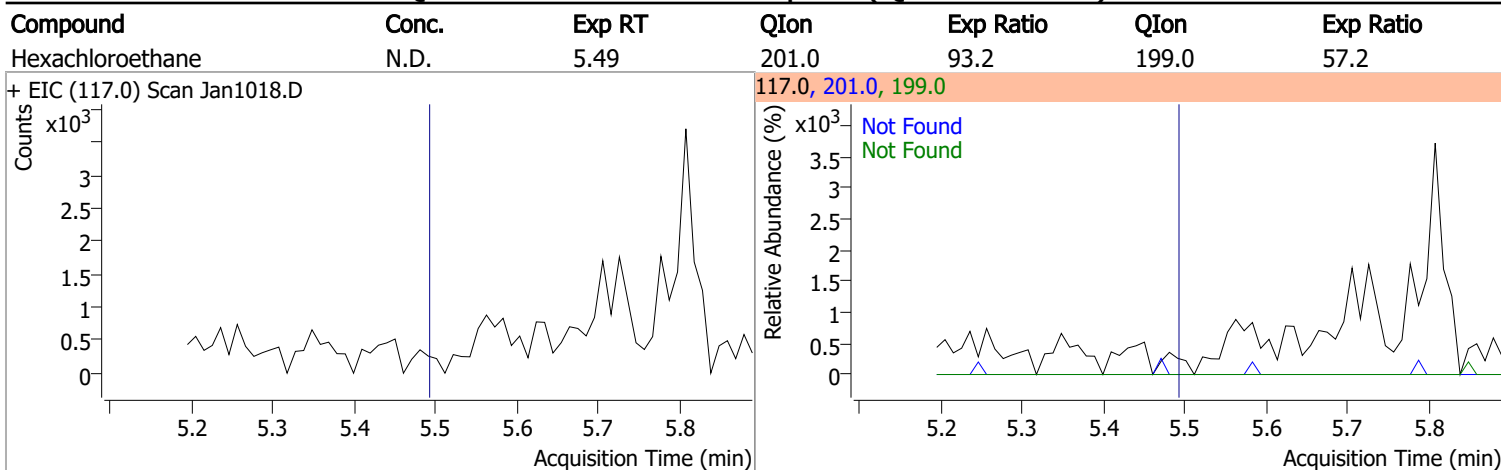 Compound Conc. Exp RT QIon Exp Ratio QIon Exp Ratio
Hexachloroethane N.D. 5.49 201.0 93.2 199.0 57.2
+ EIC (117.0) Scan Jan1018.D
Counts
x10³
3
2.5
2
1.5
1
0.5
0
5.2 5.3 5.4 5.5 5.6 5.7 5.8
Acquisition Time (min)
117.0, 201.0, 199.0
Relative Abundance (%)
x10³
Not Found
Not Found
3.5
3
2.5
2
1.5
1
0.5
0
5.2 5.3 5.4 5.5 5.6 5.7 5.8
Acquisition Time (min)